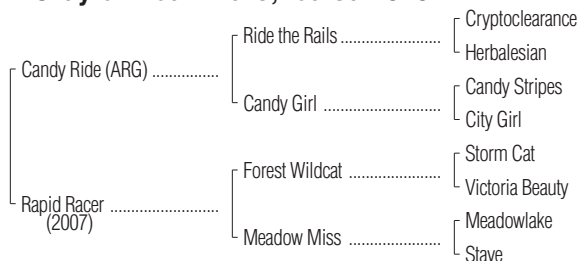 Cryptoclearance
Ride the Rails
Herbalesian
Candy Ride (ARG)
Candy Stripes
Candy Girl
City Girl
Storm Cat
Forest Wildcat
Victoria Beauty
Rapid Racer
(2007)
Meadowlake
Meadow Miss
Stave